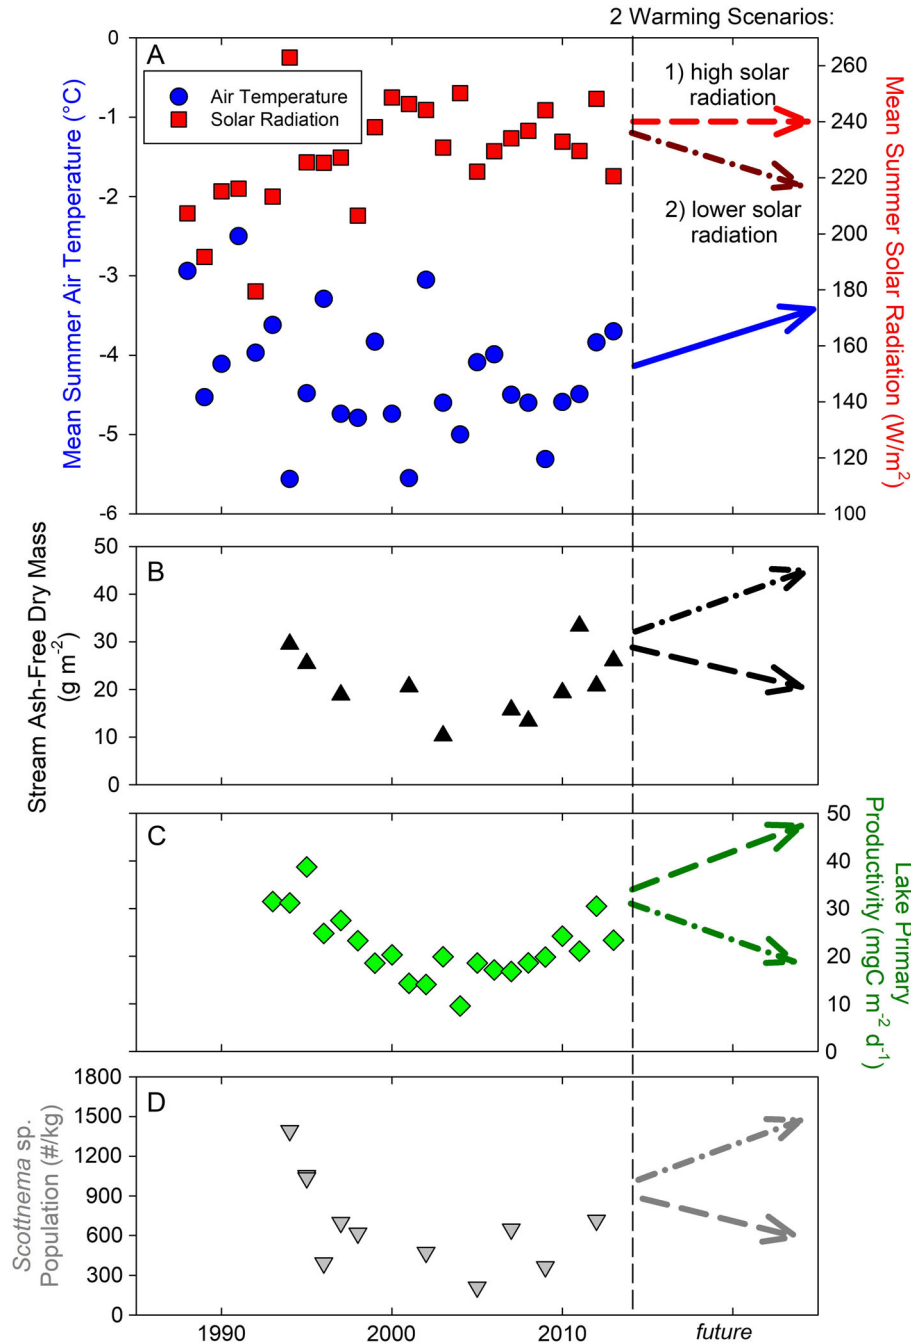 2 Warming Scenarios:
A
Air Temperature
Solar Radiation
1) high solar
radiation
2) lower solar
radiation
Mean Summer Air Temperature (°C)
0
-1
-2
-3
-4
-5
-6
260
240
220
200
180
160
140
120
100
Mean Summer Solar Radiation (W/m²)
B
Stream Ash-Free Dry Mass
(g m⁻²)
50
40
30
20
10
0
C
50
40
30
20
10
0
Lake Primary
Productivity (mgC m⁻² d⁻¹)
D
Scottnema sp.
Population (#/kg)
1800
1500
1200
900
600
300
0
1990
2000
2010
future